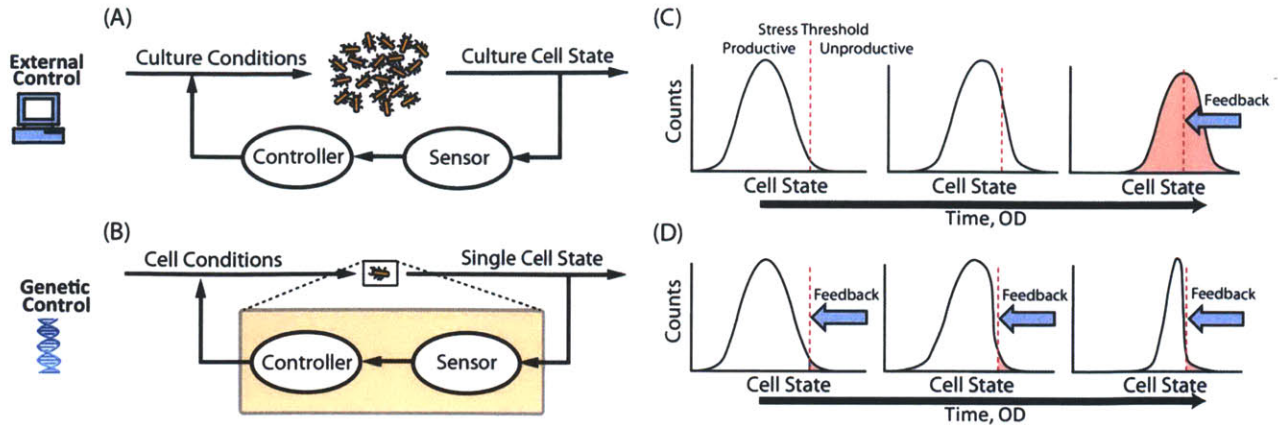 (A)
External
Control
Culture Conditions
Culture Cell State
Controller
Sensor
(B)
Genetic
Control
Cell Conditions
Single Cell State
Controller
Sensor
(C)
Stress Threshold
Productive
Unproductive
Counts
Feedback
Cell State
Cell State
Cell State
Time, OD
(D)
Counts
Feedback
Feedback
Feedback
Cell State
Cell State
Cell State
Time, OD